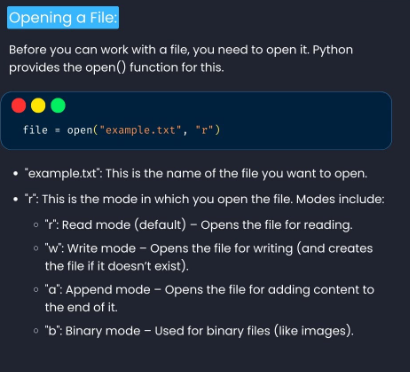 Opening a File:
Before you can work with a file, you need to open it. Python
provides the open() function for this.
file = open("example.txt", "r")
• "example.txt": This is the name of the file you want to open.
• "r": This is the mode in which you open the file. Modes include:
◦ "r": Read mode (default) – Opens the file for reading.
◦ "w": Write mode – Opens the file for writing (and creates
the file if it doesn't exist).
◦ "a": Append mode – Opens the file for adding content to
the end of it.
◦ "b": Binary mode – Used for binary files (like images).